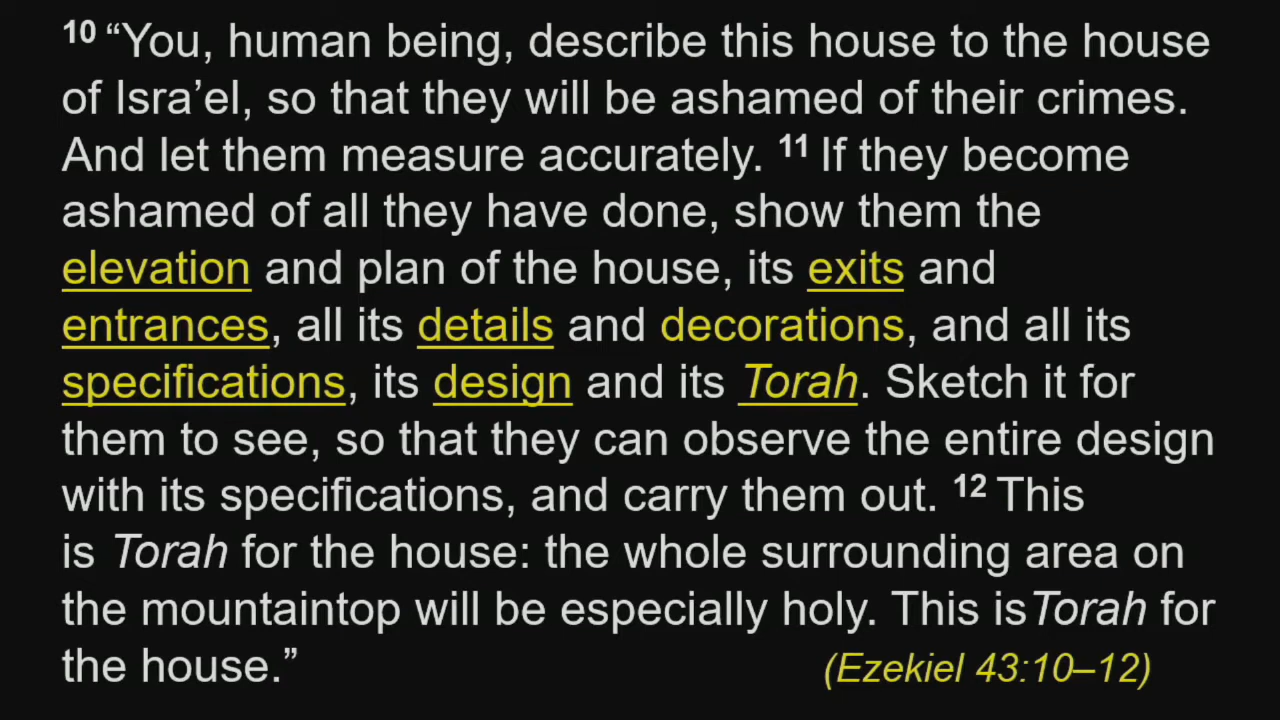 10 “You, human being, describe this house to the house
of Isra’el, so that they will be ashamed of their crimes.
And let them measure accurately. 11 If they become
ashamed of all they have done, show them the
elevation and plan of the house, its exits and
entrances, all its details and decorations, and all its
specifications, its design and its Torah. Sketch it for
them to see, so that they can observe the entire design
with its specifications, and carry them out. 12 This
is Torah for the house: the whole surrounding area on
the mountaintop will be especially holy. This is Torah for
the house.” (Ezekiel 43:10–12)